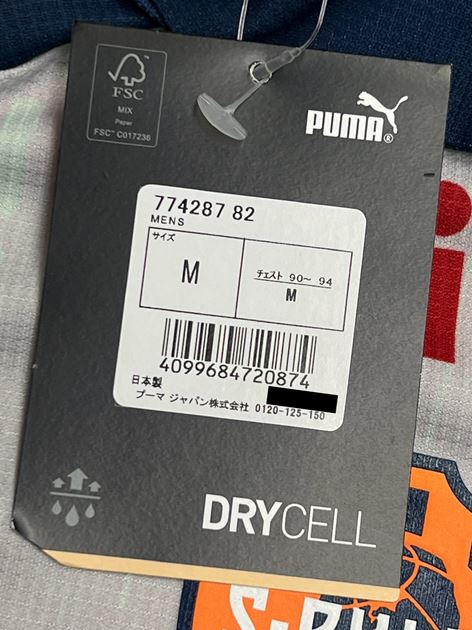 FSC
MIX
Paper
FSC™ C017236
PUMA®
774287 82
MENS
サイズ
M
チェスト 90～ 94
M
4099684720874
日本製
プーマ ジャパン株式会社 0120-125-150
DRYCELL